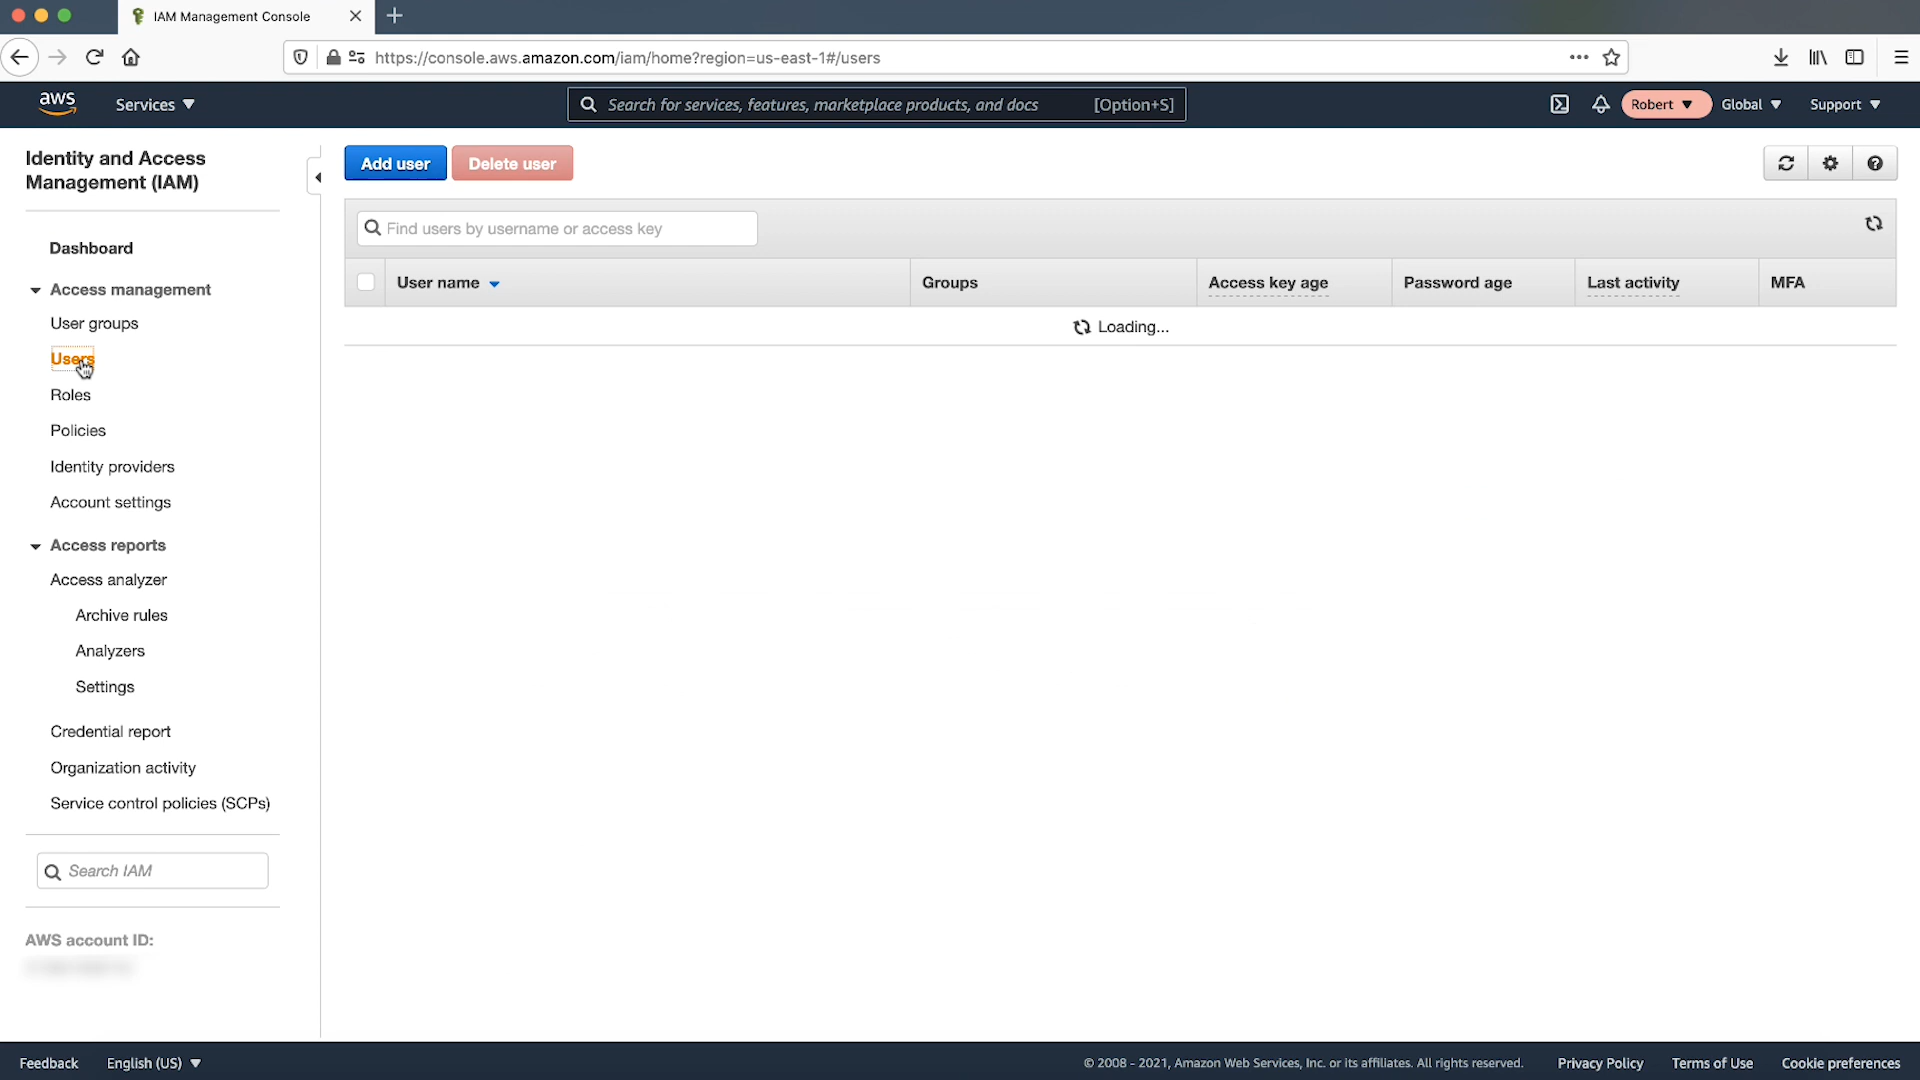 IAM Management Console
https://console.aws.amazon.com/iam/home?region=us-east-1#/users
aws
Services
Search for services, features, marketplace products, and docs [Option+S]
Robert
Global
Support
Identity and Access
Management (IAM)
Dashboard
Access management
User groups
Users
Roles
Policies
Identity providers
Account settings
Access reports
Access analyzer
Archive rules
Analyzers
Settings
Credential report
Organization activity
Service control policies (SCPs)
Search IAM
AWS account ID:
Add user
Delete user
Find users by username or access key
User name
Groups
Access key age
Password age
Last activity
MFA
Loading...
Feedback
English (US)
© 2008 - 2021, Amazon Web Services, Inc. or its affiliates. All rights reserved.
Privacy Policy
Terms of Use
Cookie preferences